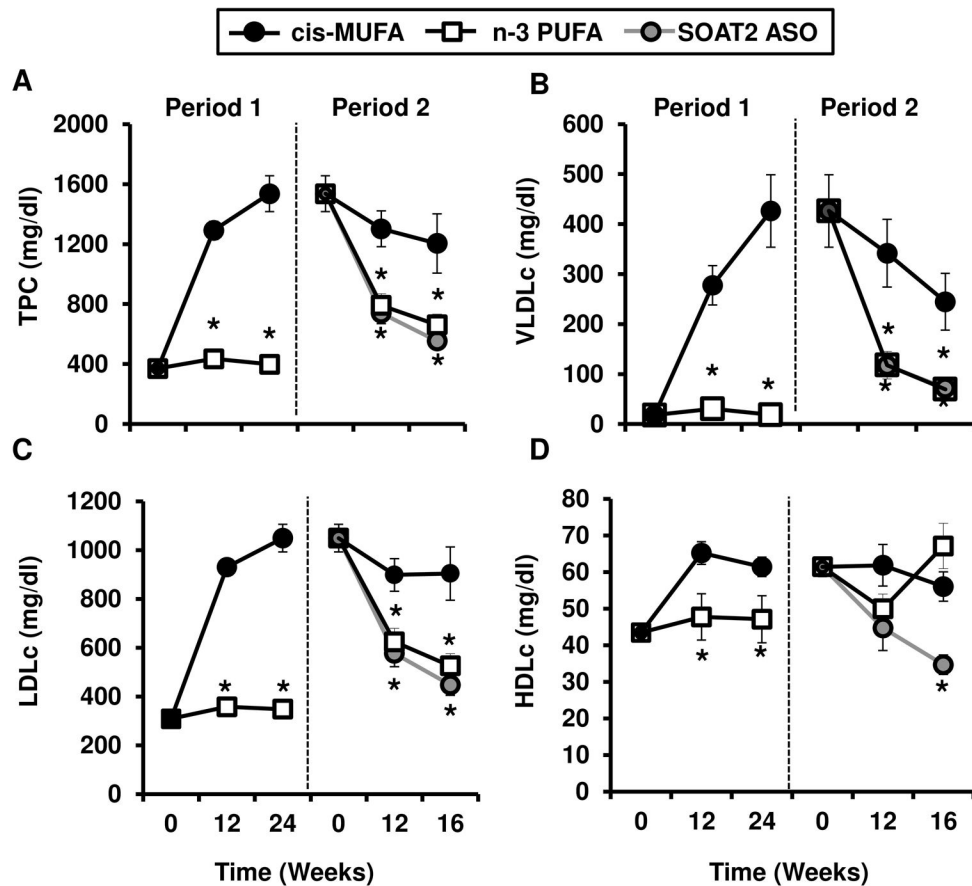 cis-MUFA n-3 PUFA SOAT2 ASO
A
Period 1 Period 2
TPC (mg/dl)
2000
1600
1200
800
400
0
* * * * * *
B
Period 1 Period 2
VLDLc (mg/dl)
600
500
400
300
200
100
0
* * * * * *
C
LDLc (mg/dl)
1200
1000
800
600
400
200
0
* * * * * *
0 12 24 0 12 16
Time (Weeks)
D
HDLc (mg/dl)
80
70
60
50
40
30
20
10
0
* * *
0 12 24 0 12 16
Time (Weeks)